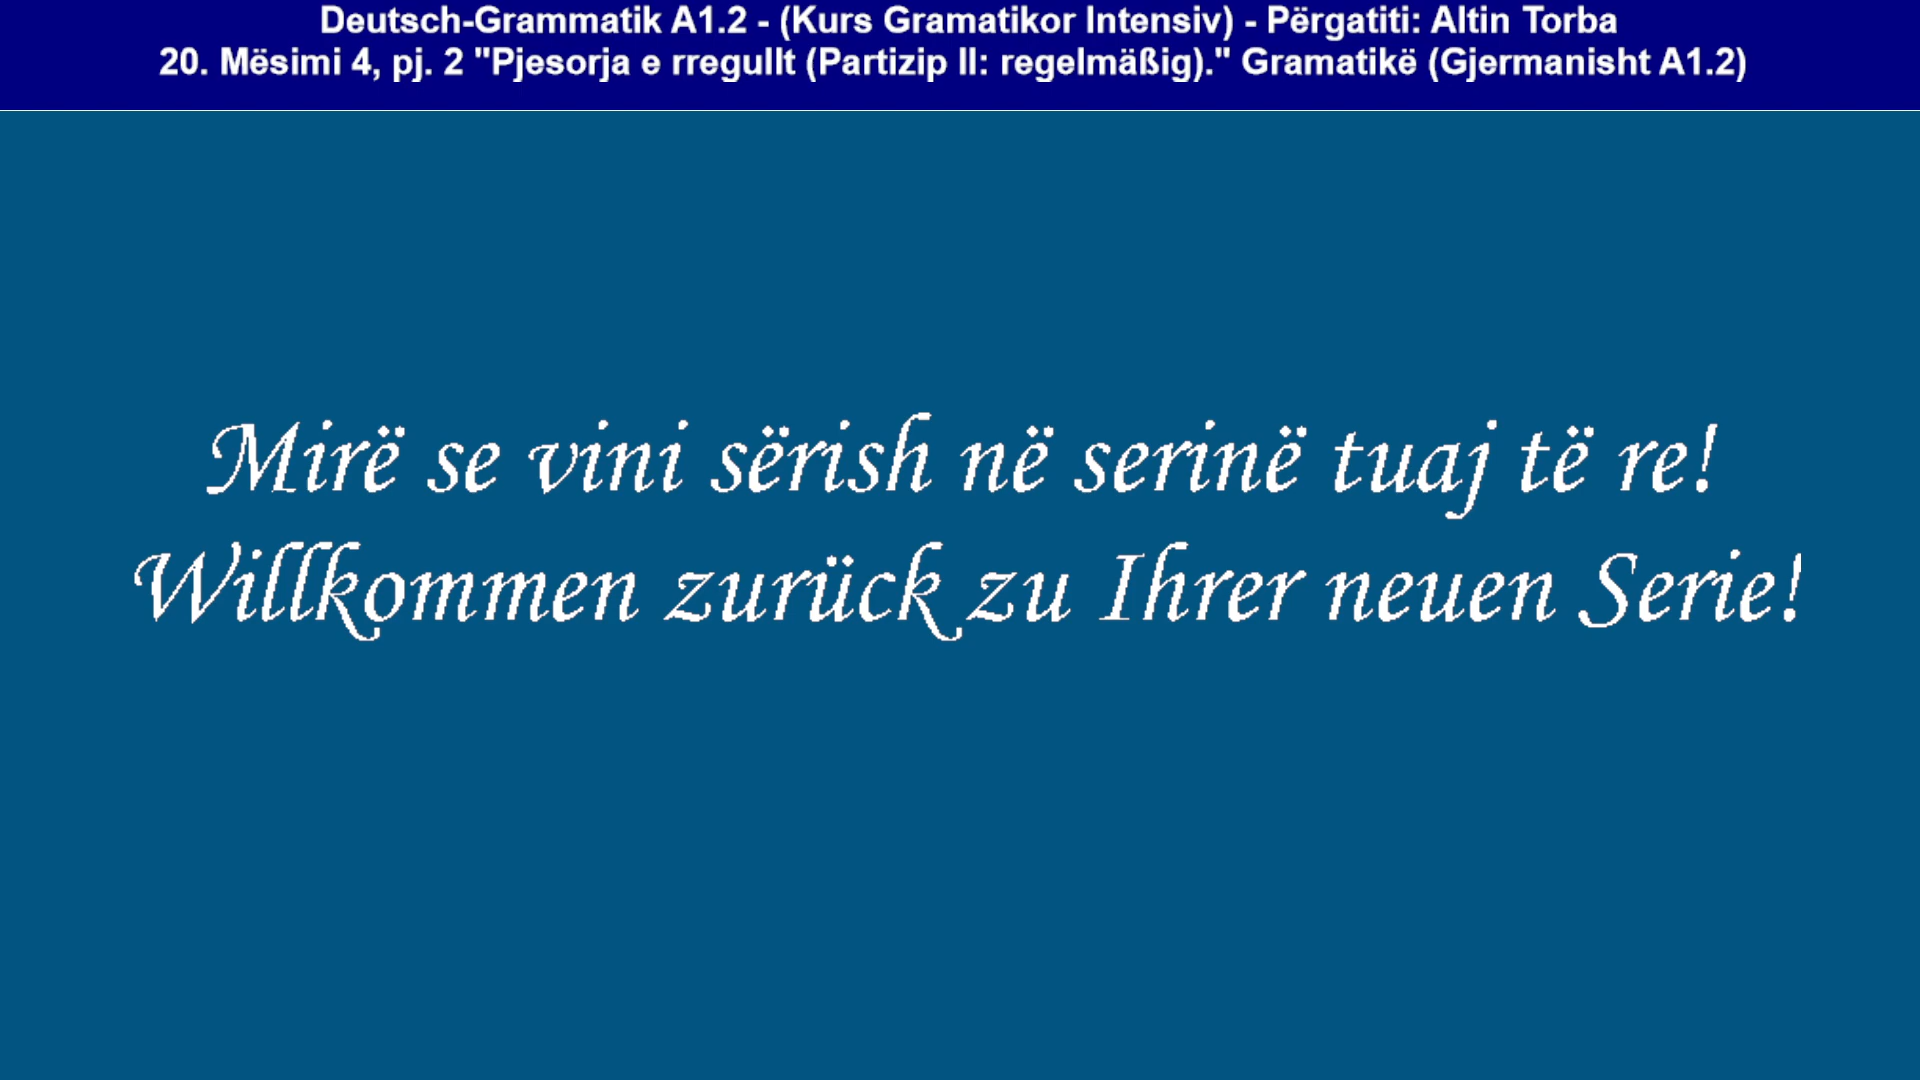 Deutsch-Grammatik A1.2 - (Kurs Gramatikor Intensiv) - Përgatiti: Altin Torba
20. Mësimi 4, pj. 2 "Pjesorja e rregullt (Partizip II: regelmäßig)." Gramatikë (Gjermanisht A1.2)
Mirë se vini sërish në serinë tuaj të re!
Willkommen zurück zu Ihrer neuen Serie!